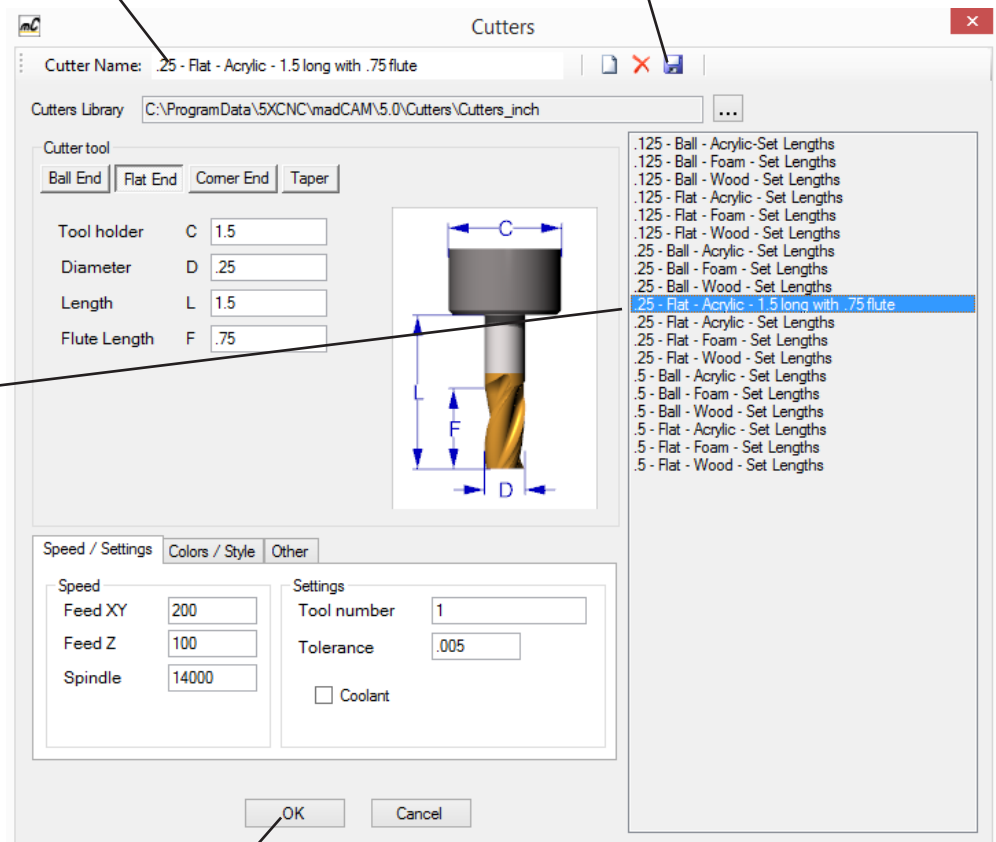 mC
Cutters
Cutter Name: .25 - Flat - Acrylic - 1.5 long with .75 flute
Cutters Library C:\ProgramData\5XCNC\madCAM\5.0\Cutters\Cutters_inch ...
Cutter tool
Ball End Flat End Corner End Taper
Tool holder C 1.5
Diameter D .25
Length L 1.5
Flute Length F .75
C
L
F
D
.125 - Ball - Acrylic-Set Lengths
.125 - Ball - Foam - Set Lengths
.125 - Ball - Wood - Set Lengths
.125 - Flat - Acrylic - Set Lengths
.125 - Flat - Foam - Set Lengths
.125 - Flat - Wood - Set Lengths
.25 - Ball - Acrylic - Set Lengths
.25 - Ball - Foam - Set Lengths
.25 - Ball - Wood - Set Lengths
.25 - Flat - Acrylic - 1.5 long with .75 flute
.25 - Flat - Acrylic - Set Lengths
.25 - Flat - Foam - Set Lengths
.25 - Flat - Wood - Set Lengths
.5 - Ball - Acrylic - Set Lengths
.5 - Ball - Foam - Set Lengths
.5 - Ball - Wood - Set Lengths
.5 - Flat - Acrylic - Set Lengths
.5 - Flat - Foam - Set Lengths
.5 - Flat - Wood - Set Lengths
Speed / Settings Colors / Style Other
Speed
Feed XY 200
Feed Z 100
Spindle 14000
Settings
Tool number 1
Tolerance .005
Coolant
OK Cancel